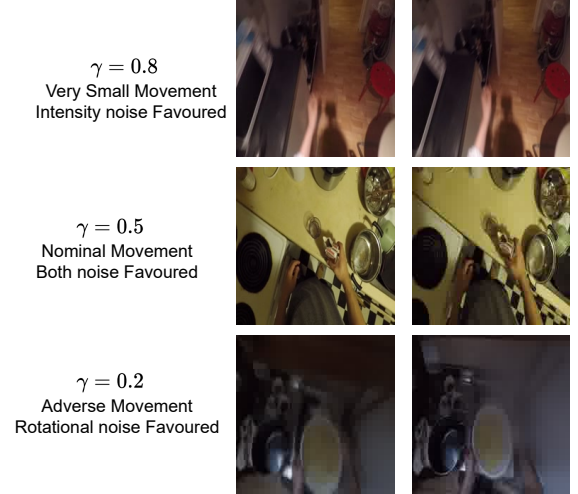 γ = 0.8
Very Small Movement
Intensity noise Favoured
γ = 0.5
Nominal Movement
Both noise Favoured
γ = 0.2
Adverse Movement
Rotational noise Favoured